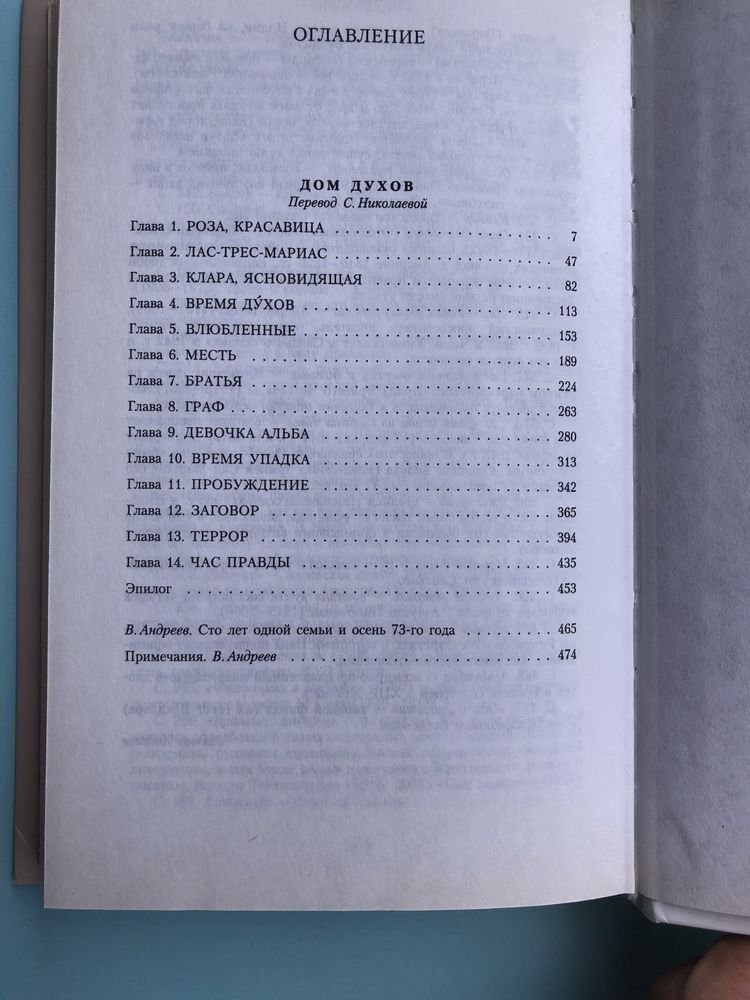 ОГЛАВЛЕНИЕ
ДОМ ДУХОВ
Перевод С. Николаевой
Глава 1. РОЗА, КРАСАВИЦА . . . . . . . . . . . . . . . . . . . . 7
Глава 2. ЛАС-ТРЕС-МАРИАС . . . . . . . . . . . . . . . . . . . . 47
Глава 3. КЛАРА, ЯСНОВИДЯЩАЯ . . . . . . . . . . . . . . . . 82
Глава 4. ВРЕМЯ ДУ́ХОВ . . . . . . . . . . . . . . . . . . . . . . 113
Глава 5. ВЛЮБЛЕННЫЕ . . . . . . . . . . . . . . . . . . . . . . 153
Глава 6. МЕСТЬ . . . . . . . . . . . . . . . . . . . . . . . . . . 189
Глава 7. БРАТЬЯ . . . . . . . . . . . . . . . . . . . . . . . . . 224
Глава 8. ГРАФ . . . . . . . . . . . . . . . . . . . . . . . . . . . 263
Глава 9. ДЕВОЧКА АЛЬБА . . . . . . . . . . . . . . . . . . . . 280
Глава 10. ВРЕМЯ УПАДКА . . . . . . . . . . . . . . . . . . . . 313
Глава 11. ПРОБУЖДЕНИЕ . . . . . . . . . . . . . . . . . . . . 342
Глава 12. ЗАГОВОР . . . . . . . . . . . . . . . . . . . . . . . . 365
Глава 13. ТЕРРОР . . . . . . . . . . . . . . . . . . . . . . . . 394
Глава 14. ЧАС ПРАВДЫ . . . . . . . . . . . . . . . . . . . . . 435
Эпилог . . . . . . . . . . . . . . . . . . . . . . . . . . . . . . 453
В. Андреев. Сто лет одной семьи и осень 73-го года . . . . . . . . . 465
Примечания. В. Андреев . . . . . . . . . . . . . . . . . . . . . . 474